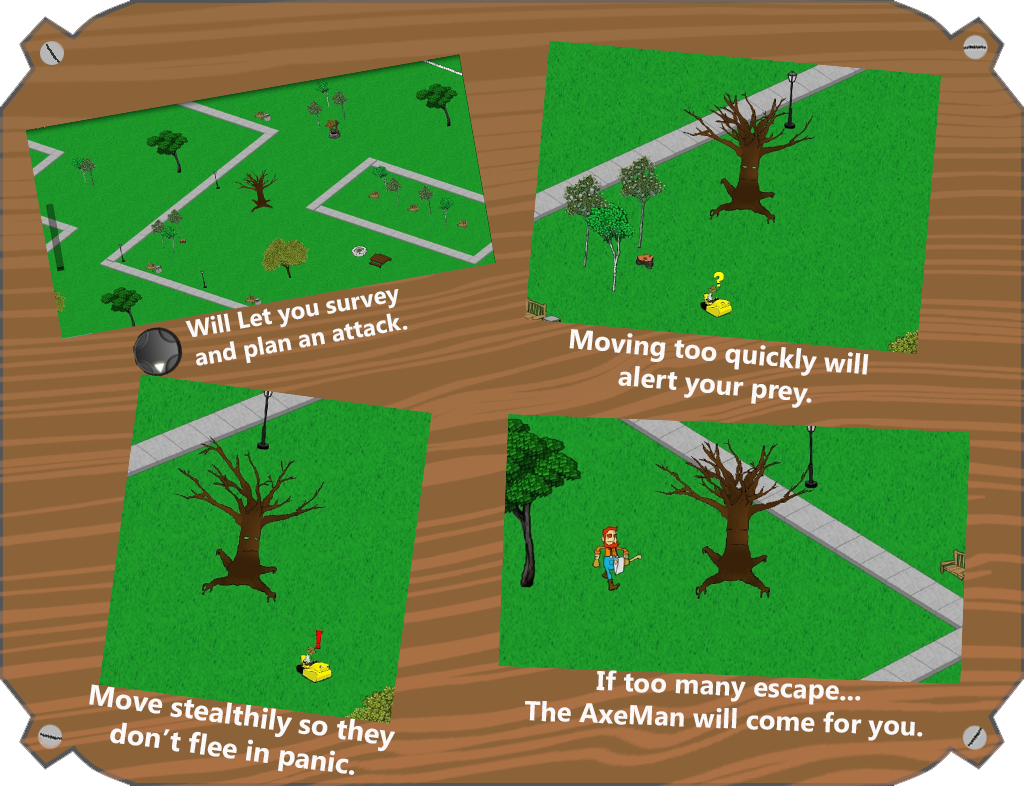 Will Let you survey
and plan an attack.
?
Moving too quickly will
alert your prey.
!
Move stealthily so they
don't flee in panic.
If too many escape...
The AxeMan will come for you.